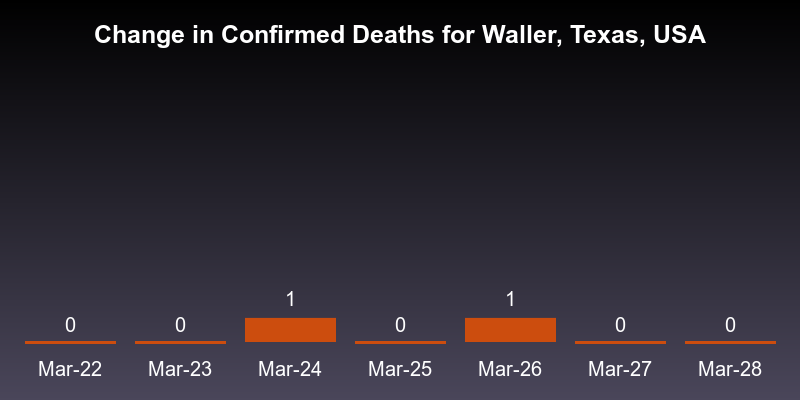 Change in Confirmed Deaths for Waller, Texas, USA
1 1
0 0 0 0 0
Mar-22 Mar-23 Mar-24 Mar-25 Mar-26 Mar-27 Mar-28